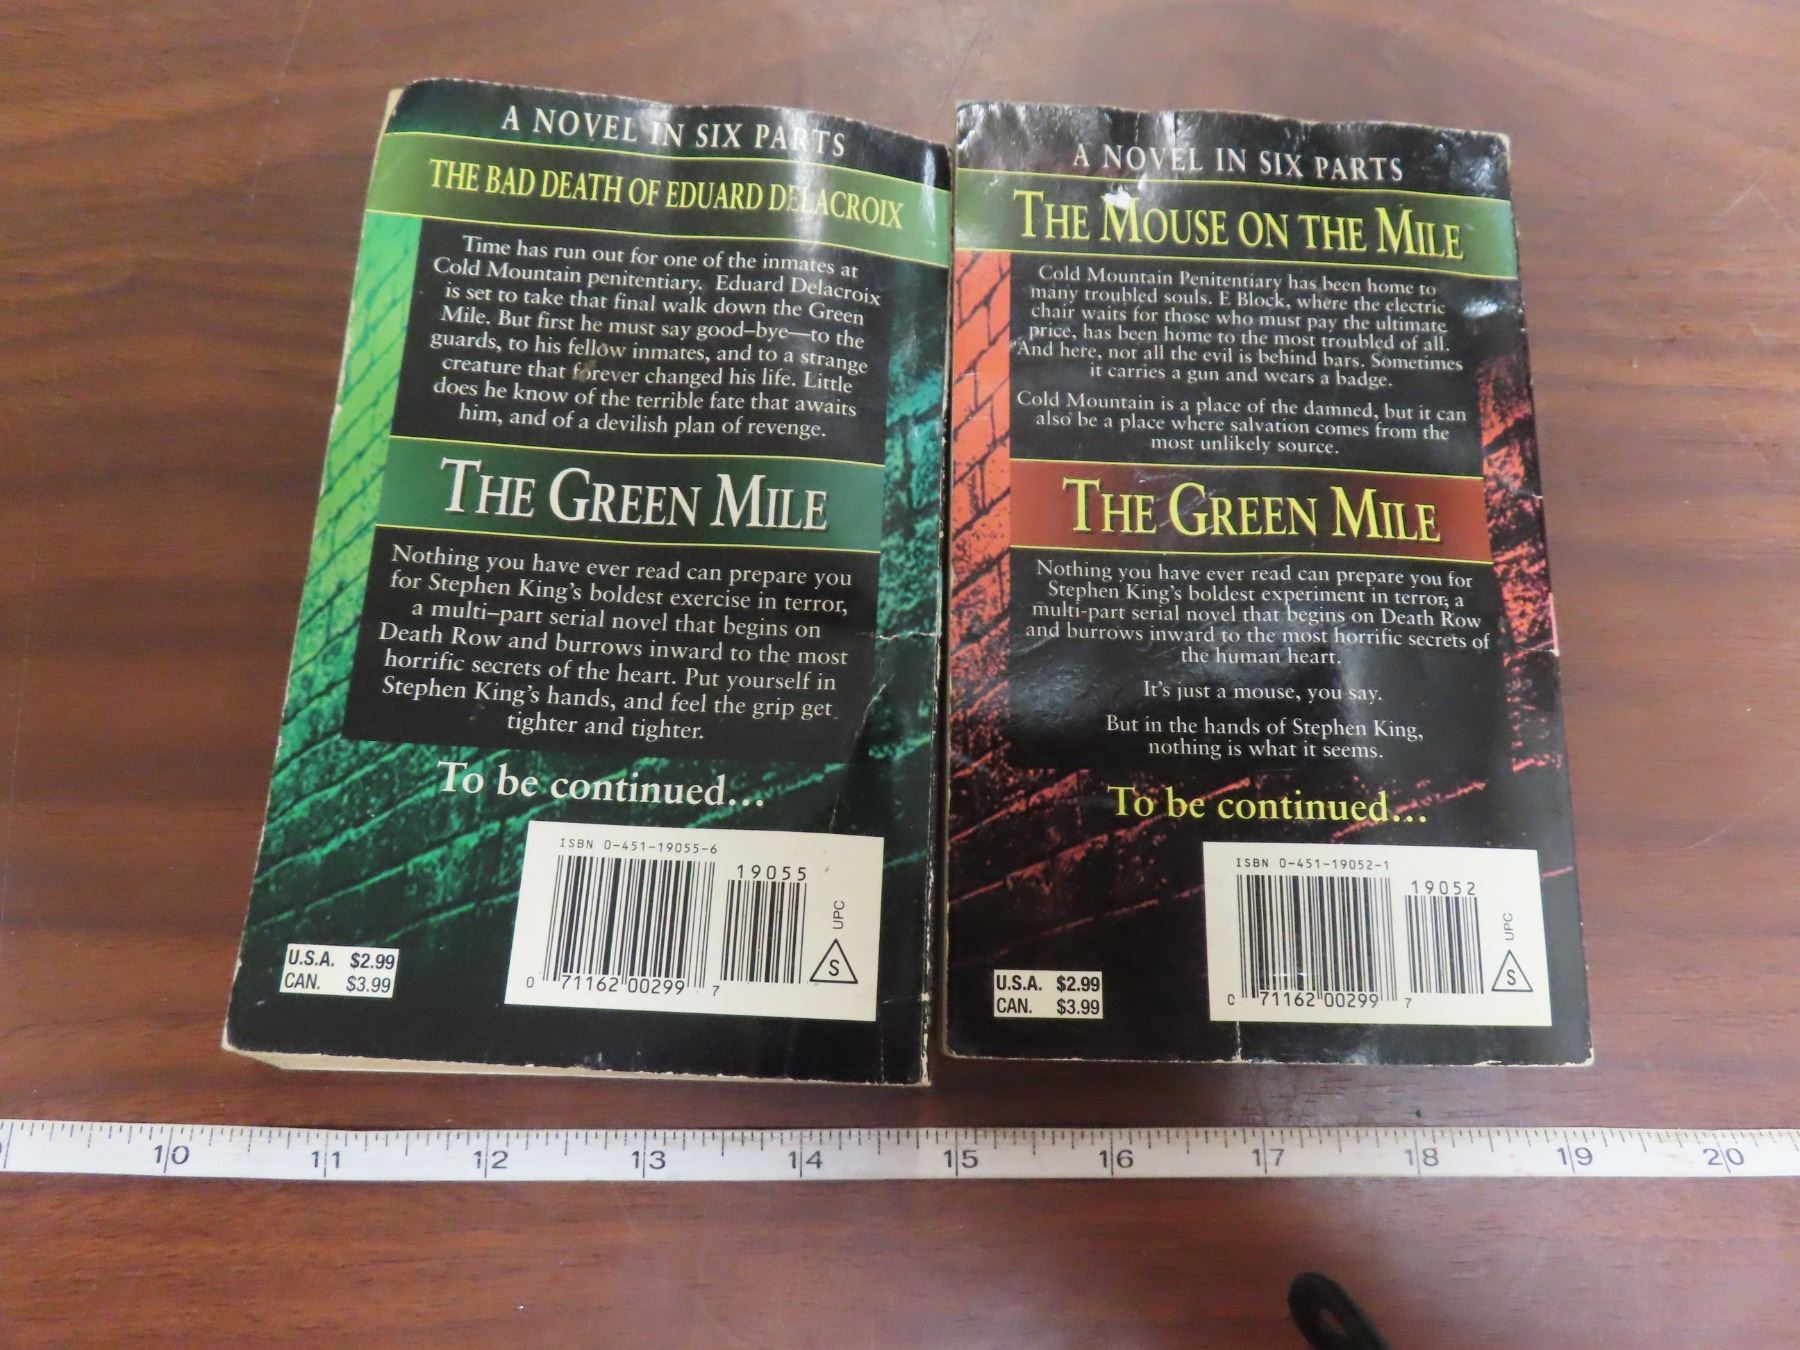 A NOVEL IN SIX PARTS
THE BAD DEATH OF EDUARD DELACROIX
Time has run out for one of the inmates at
Cold Mountain penitentiary. Eduard Delacroix
is set to take that final walk down the Green
Mile. But first he must say good–bye—to the
guards, to his fellow inmates, and to a strange
creature that forever changed his life. Little
does he know of the terrible fate that awaits
him, and of a devilish plan of revenge.
THE GREEN MILE
Nothing you have ever read can prepare you
for Stephen King's boldest exercise in terror,
a multi–part serial novel that begins on
Death Row and burrows inward to the most
horrific secrets of the heart. Put yourself in
Stephen King's hands, and feel the grip get
tighter and tighter.
To be continued...
ISBN 0-451-19055-6
19055
UPC
S
0 71162 00299 7
U.S.A. $2.99
CAN. $3.99
A NOVEL IN SIX PARTS
THE MOUSE ON THE MILE
Cold Mountain Penitentiary has been home to
many troubled souls. E Block, where the electric
chair waits for those who must pay the ultimate
price, has been home to the most troubled of all.
And here, not all the evil is behind bars. Sometimes
it carries a gun and wears a badge.
Cold Mountain is a place of the damned, but it can
also be a place where salvation comes from the
most unlikely source.
THE GREEN MILE
Nothing you have ever read can prepare you for
Stephen King's boldest experiment in terror, a
multi-part serial novel that begins on Death Row
and burrows inward to the most horrific secrets of
the human heart.
It's just a mouse, you say.
But in the hands of Stephen King,
nothing is what it seems.
To be continued...
ISBN 0-451-19052-1
19052
UPC
S
0 71162 00299 7
U.S.A. $2.99
CAN. $3.99
10 11 12 13 14 15 16 17 18 19 20